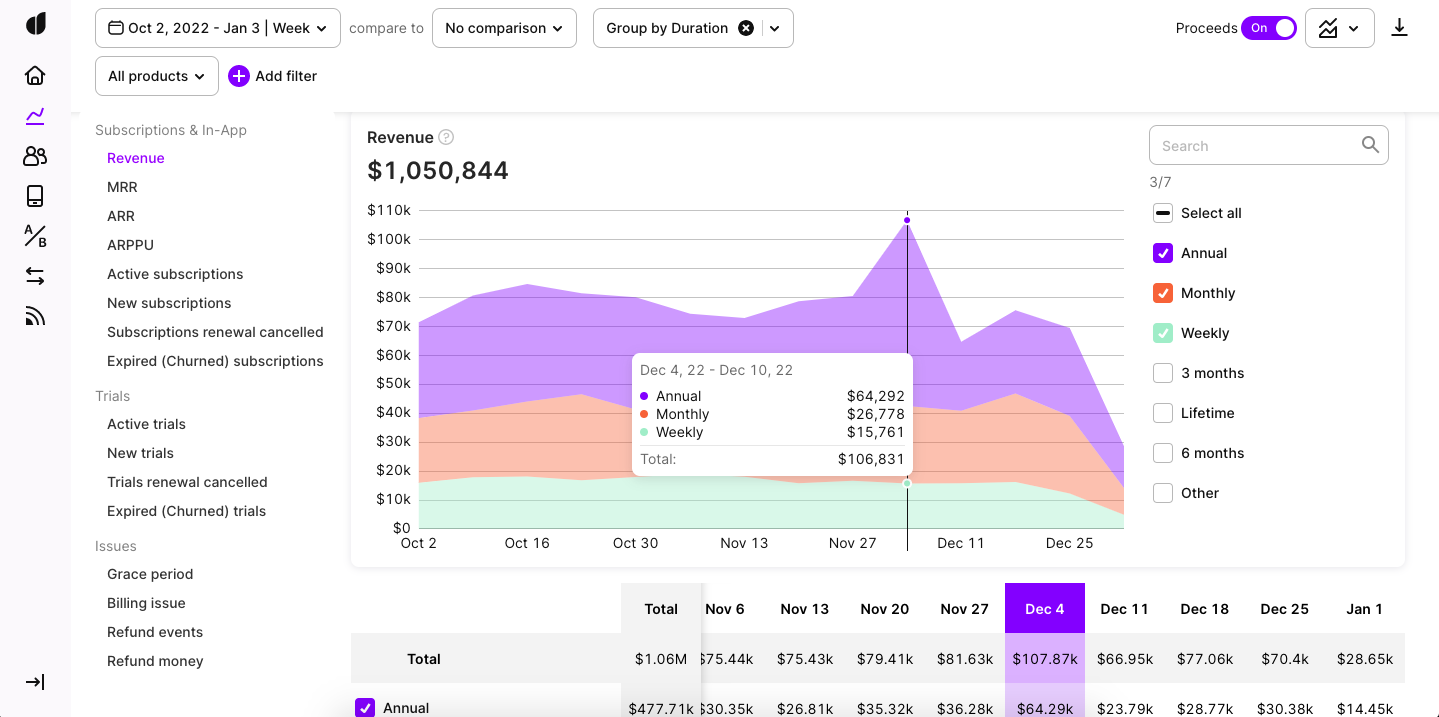 Oct 2, 2022 - Jan 3 | Week
compare to
No comparison
Group by Duration
Proceeds
On
All products
Add filter
Subscriptions & In-App
Revenue
MRR
ARR
ARPPU
Active subscriptions
New subscriptions
Subscriptions renewal cancelled
Expired (Churned) subscriptions
Trials
Active trials
New trials
Trials renewal cancelled
Expired (Churned) trials
Issues
Grace period
Billing issue
Refund events
Refund money
A/B
Revenue ?
$1,050,844
$110k
$100k
$90k
$80k
$70k
$60k
$50k
$40k
$30k
$20k
$10k
$0
Oct 2 Oct 16 Oct 30 Nov 13 Nov 27 Dec 11 Dec 25
Dec 4, 22 - Dec 10, 22
Annual $64,292
Monthly $26,778
Weekly $15,761
Total: $106,831
Search
3/7
Select all
Annual
Monthly
Weekly
3 months
Lifetime
6 months
Other
Total Nov 6 Nov 13 Nov 20 Nov 27 Dec 4 Dec 11 Dec 18 Dec 25 Jan 1
Total $1.06M $75.44k $75.43k $79.41k $81.63k $107.87k $66.95k $77.06k $70.4k $28.65k
Annual $477.71k $30.35k $26.81k $35.32k $36.28k $64.29k $23.79k $28.77k $30.38k $14.45k